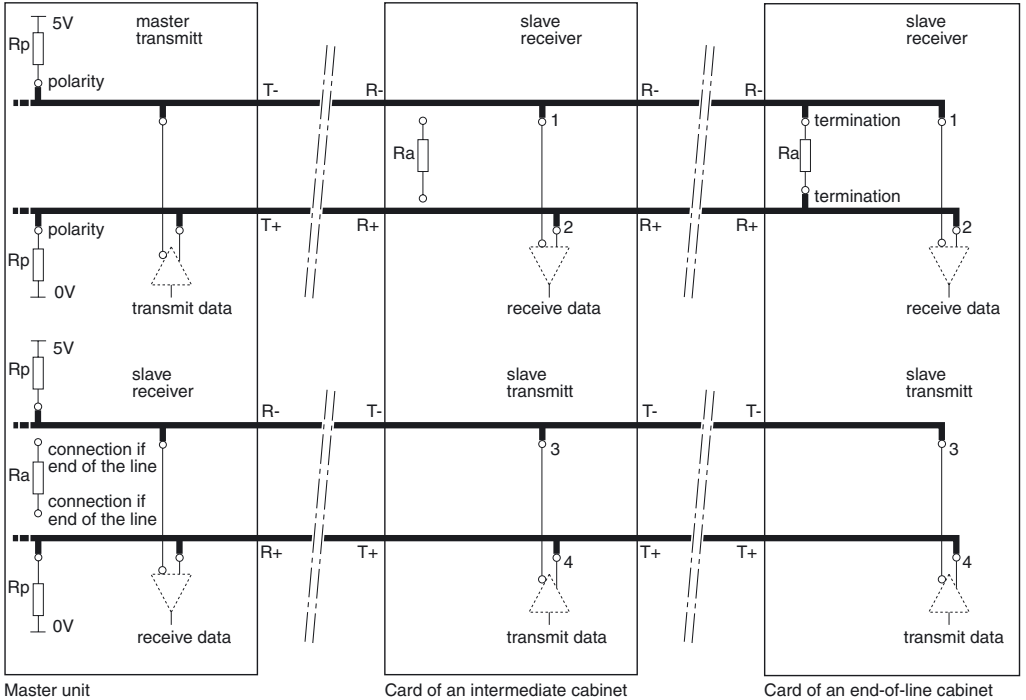 5V
master
transmitt
slave
receiver
slave
receiver
Rp
polarity
T-
R-
R-
R-
1
termination
1
Ra
Ra
termination
polarity
T+
R+
2
R+
R+
2
Rp
0V
transmit data
receive data
receive data
5V
Rp
slave
receiver
slave
transmitt
slave
transmitt
R-
T-
T-
T-
connection if
end of the line
3
3
Ra
connection if
end of the line
R+
T+
4
T+
T+
4
Rp
0V
receive data
transmit data
transmit data
Master unit
Card of an intermediate cabinet
Card of an end-of-line cabinet